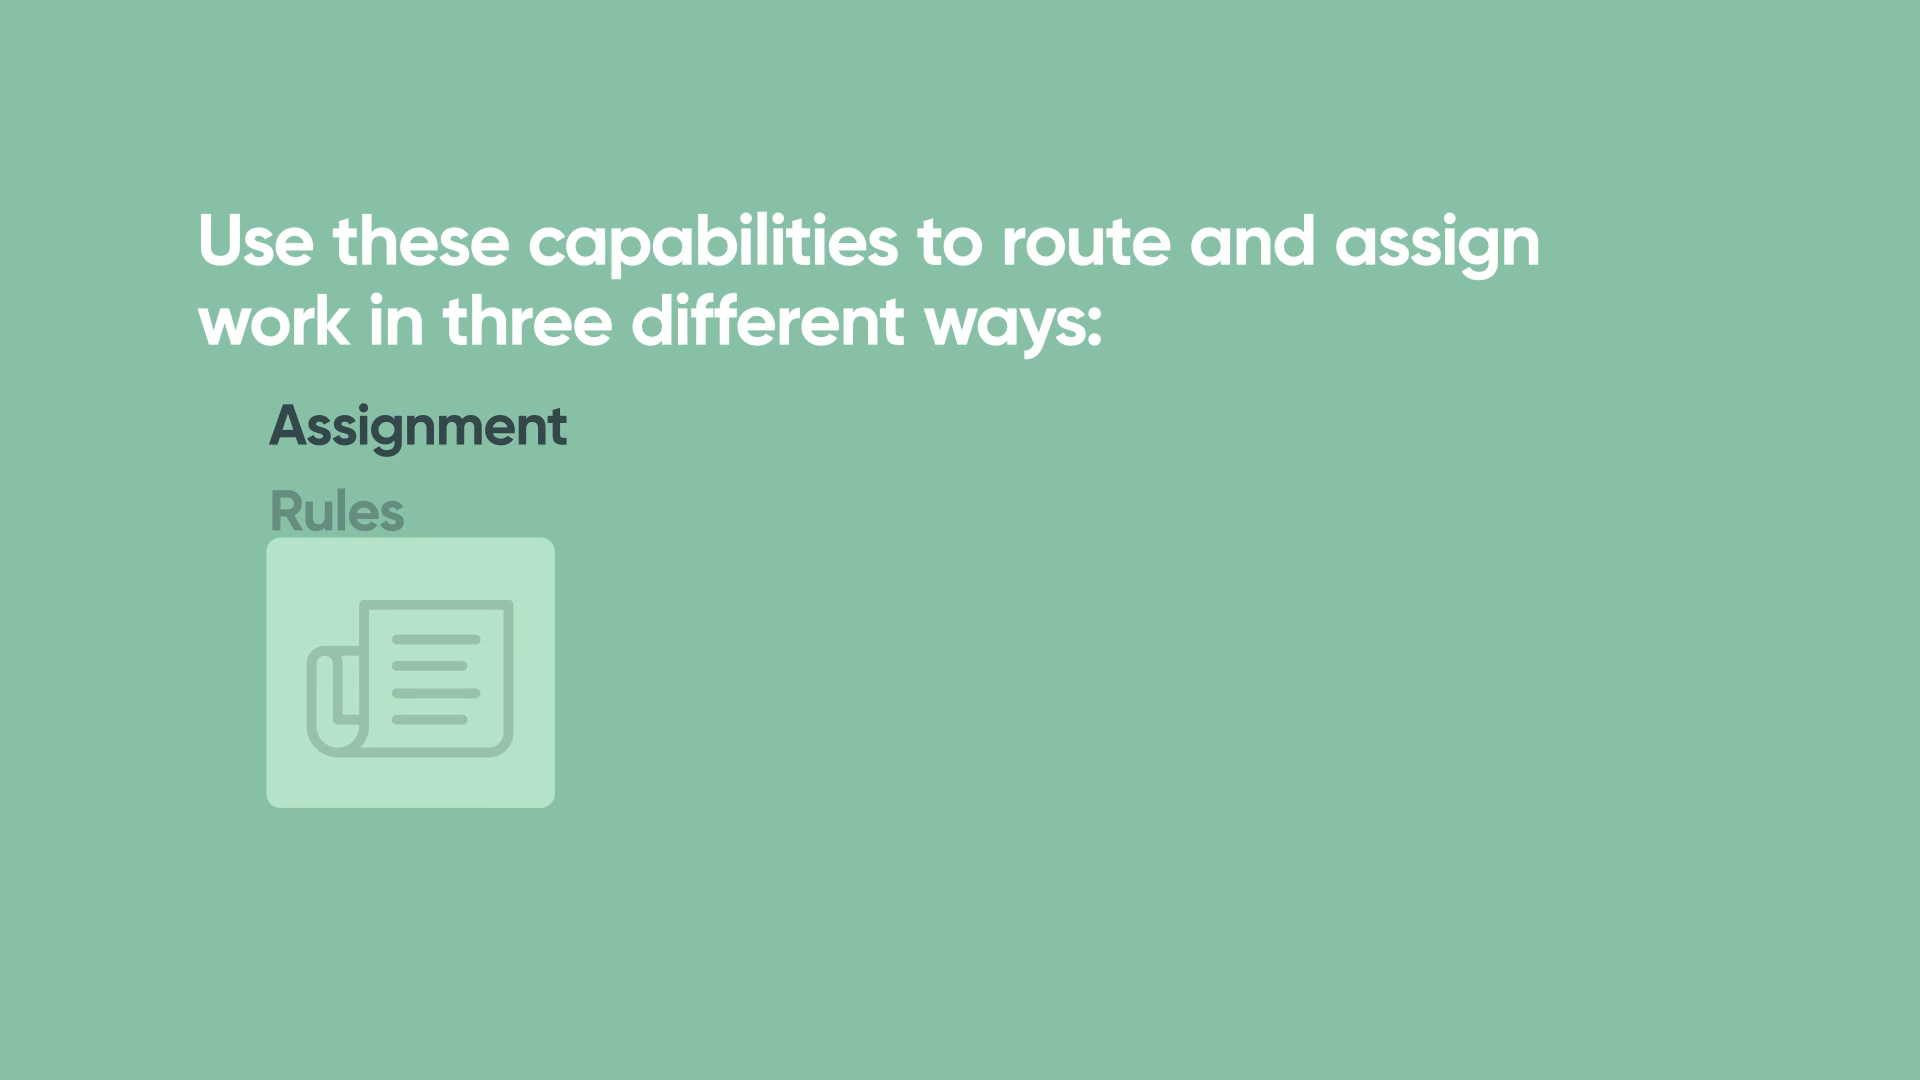 Use these capabilities to route and assign
work in three different ways:
Assignment
Rules